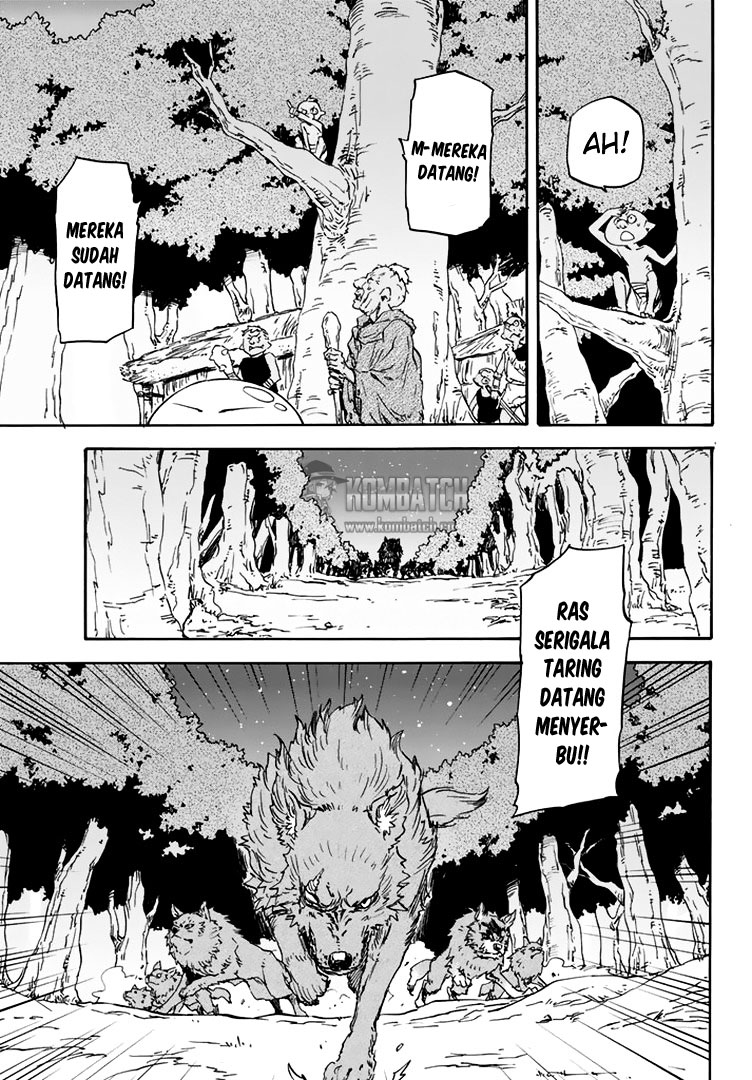 AH!
M-MEREKA
DATANG!
MEREKA
SUDAH
DATANG!
KOMBATCH
RAS
SERIGALA
TARING
DATANG
MENYER-
BU!!